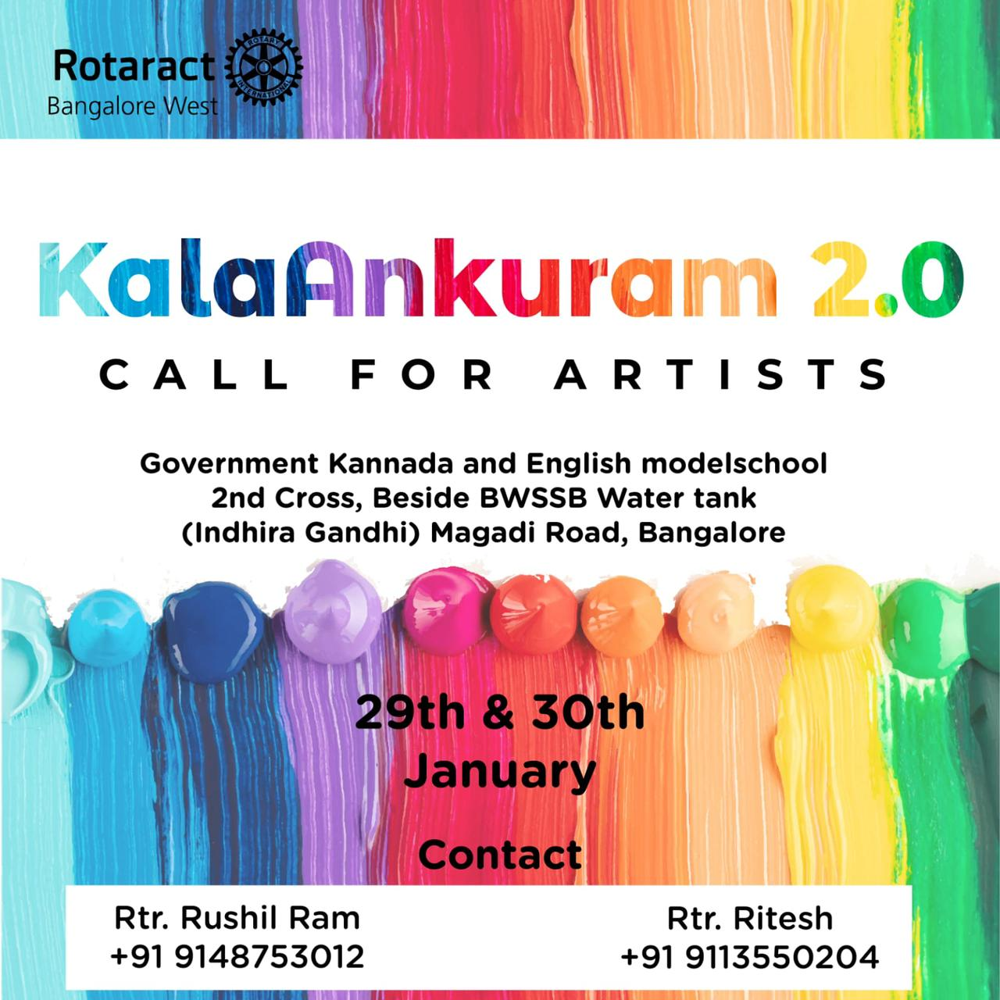 Rotaract
Bangalore West
ROTARY
INTERNATIONAL
KalaAnkuram 2.0
CALL FOR ARTISTS
Government Kannada and English modelschool
2nd Cross, Beside BWSSB Water tank
(Indhira Gandhi) Magadi Road, Bangalore
29th & 30th
January
Contact
Rtr. Rushil Ram
+91 9148753012
Rtr. Ritesh
+91 9113550204